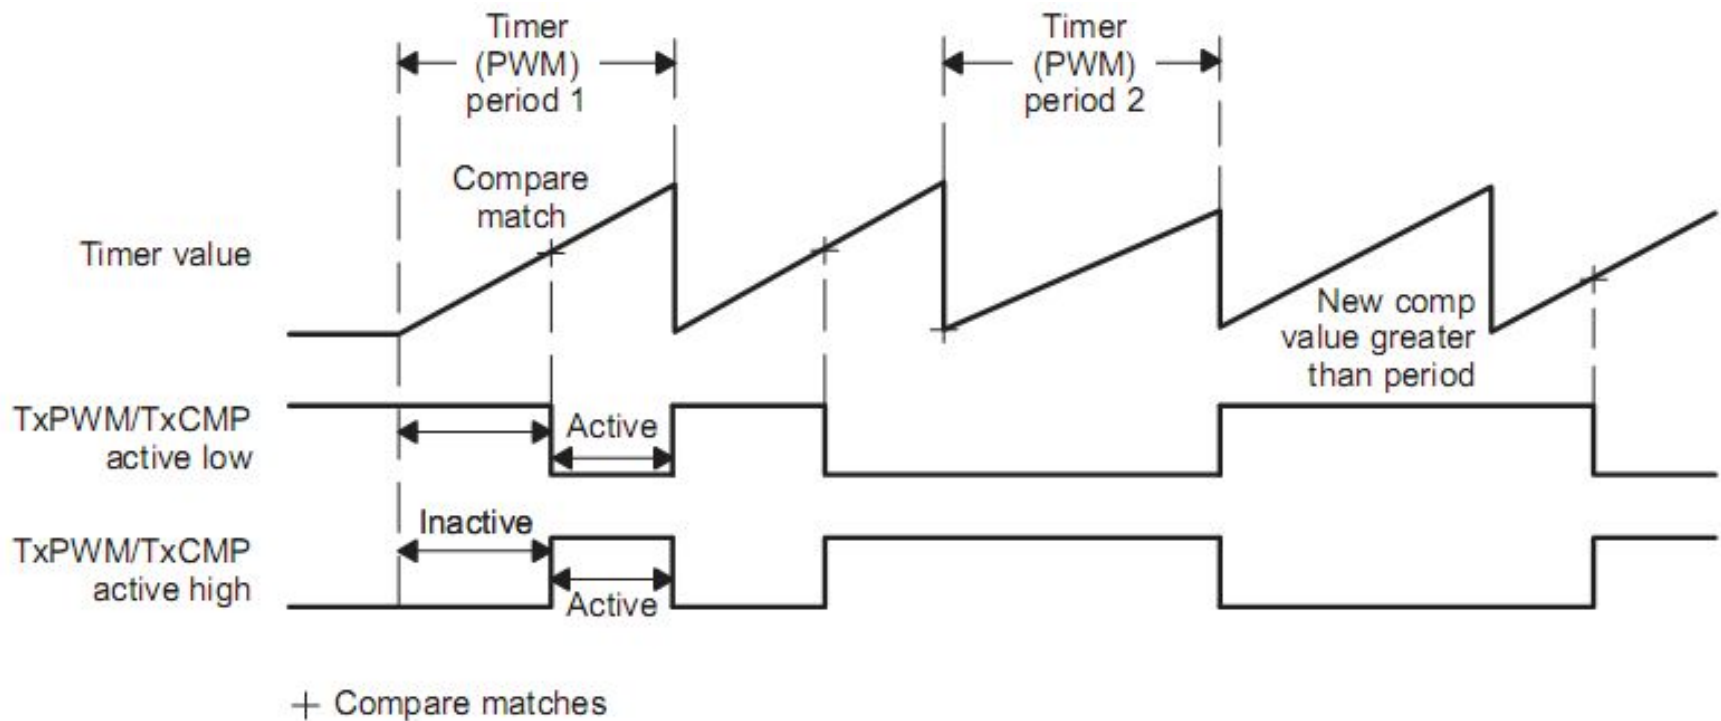 Timer
(PWM)
period 1
Timer
(PWM)
period 2
Compare
match
Timer value
New comp
value greater
than period
TxPWM/TxCMP
active low
Active
Inactive
TxPWM/TxCMP
active high
Active
+ Compare matches